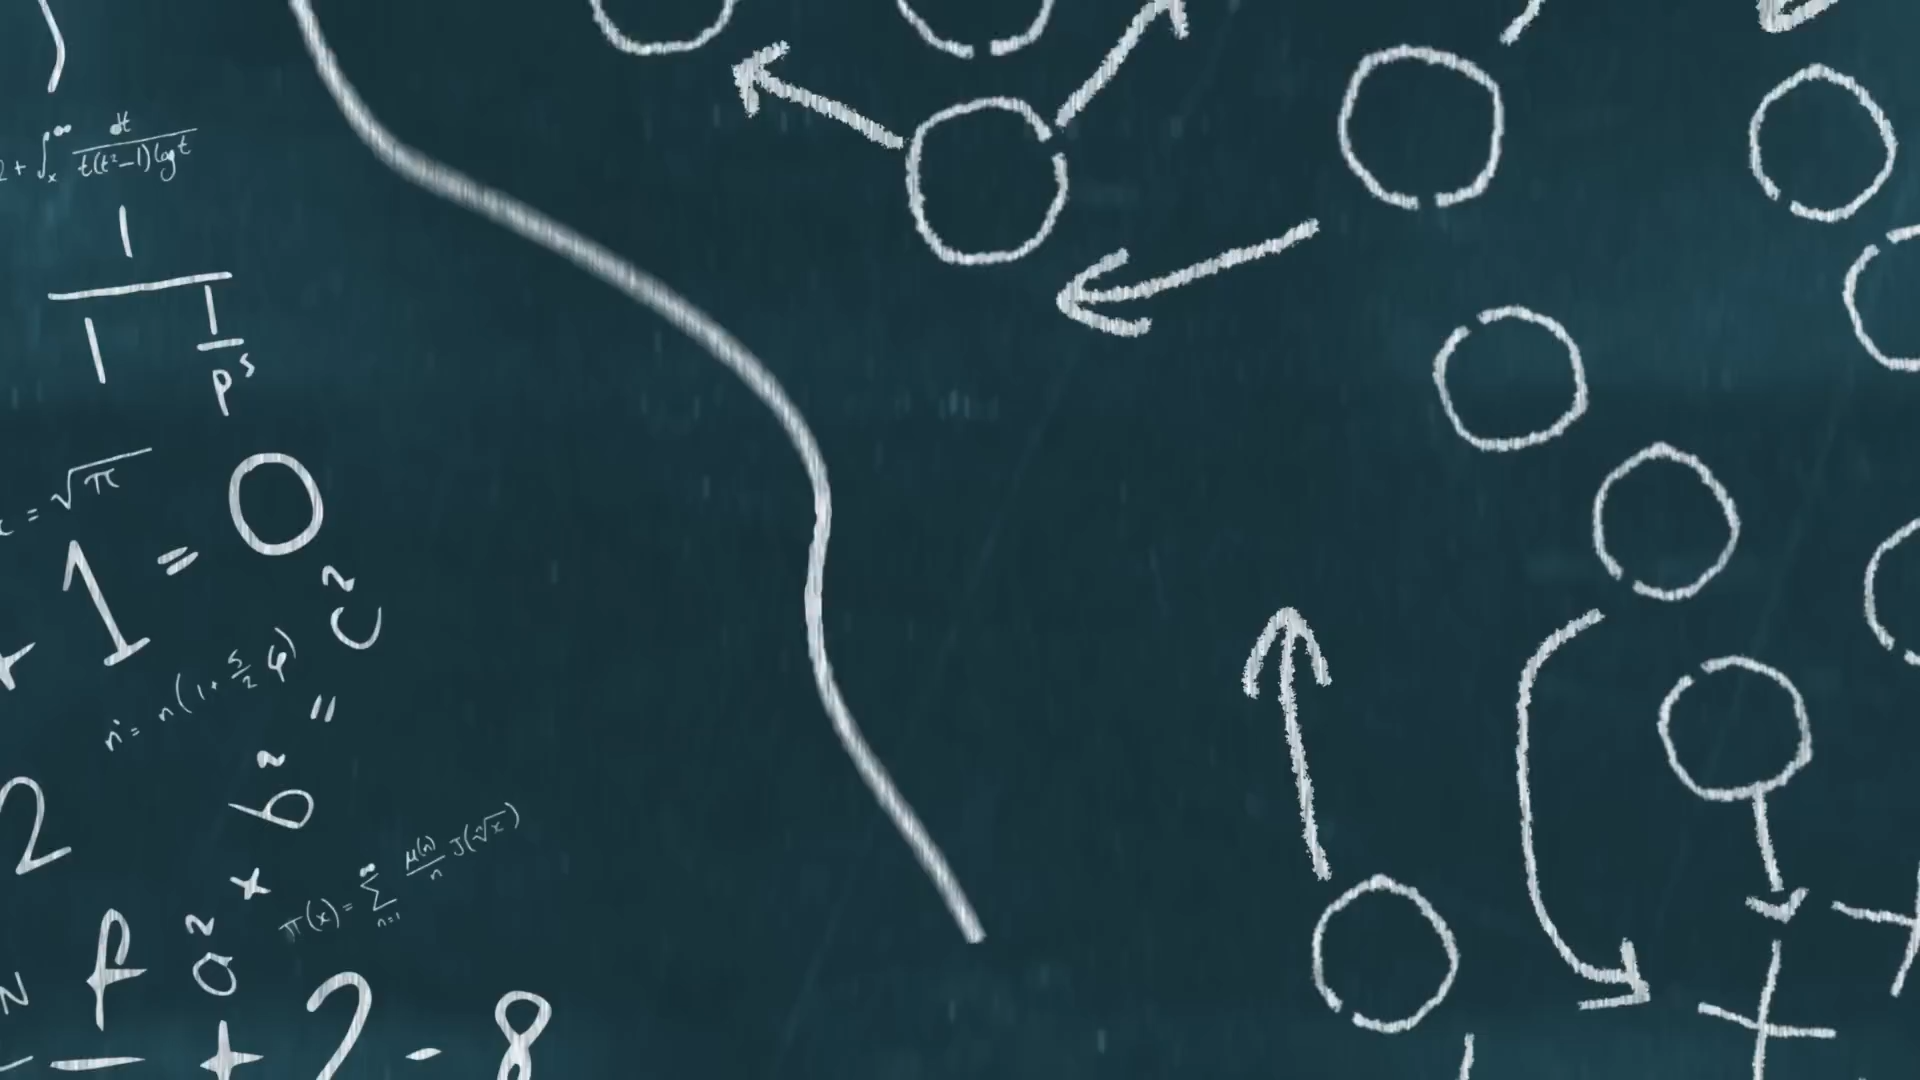 2 + ∫ₓ^∞ dt / t(t²−1)log t
1
1 1/pˢ
= √π
+ 1 = 0
n = n(1 + 5/2 φ)
a² + b² = c²
2
π(x) = Σ_{n=1}^∞ μ(n)/n J(ⁿ√x)
N f
− + 2 - 8